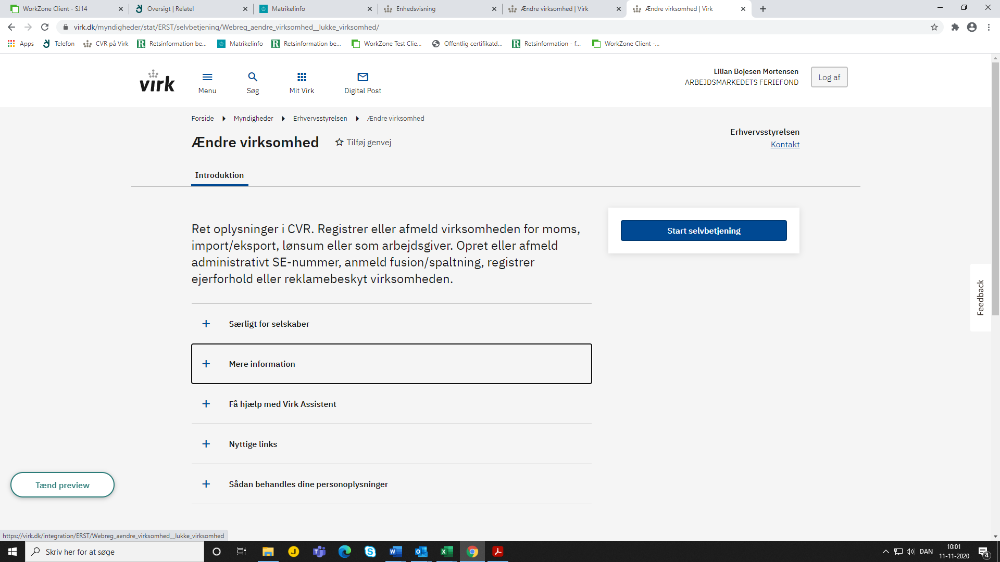 WorkZone Client - SJ14
Oversigt | Relatel
Matrikelinfo
Enhedsvisning
Ændre virksomhed | Virk
Ændre virksomhed | Virk
virk.dk/myndigheder/stat/ERST/selvbetjening/Webreg_aendre_virksomhed__lukke_virksomhed/
Apps
Telefon
CVR på Virk
Retsinformation be...
Matrikelinfo
Retsinformation be...
WorkZone Test Clie...
Offentlig certifikatd...
Retsinformation - f...
WorkZone Client -...
virk
Menu
Søg
Mit Virk
Digital Post
Lilian Bojesen Mortensen
ARBEJDSMARKEDETS FERIEFOND
Log af
Forside
Myndigheder
Erhvervsstyrelsen
Ændre virksomhed
Ændre virksomhed
Tilføj genvej
Erhvervsstyrelsen
Kontakt
Introduktion
Ret oplysninger i CVR. Registrer eller afmeld virksomheden for moms,
import/eksport, lønsum eller som arbejdsgiver. Opret eller afmeld
administrativt SE-nummer, anmeld fusion/spaltning, registrer
ejerforhold eller reklamebeskyt virksomheden.
Start selvbetjening
Feedback
Særligt for selskaber
Mere information
Få hjælp med Virk Assistent
Nyttige links
Sådan behandles dine personoplysninger
Tænd preview
https://virk.dk/integration/ERST/Webreg_aendre_virksomhed__lukke_virksomhed
Skriv her for at søge
DAN
10:01
11-11-2020
4